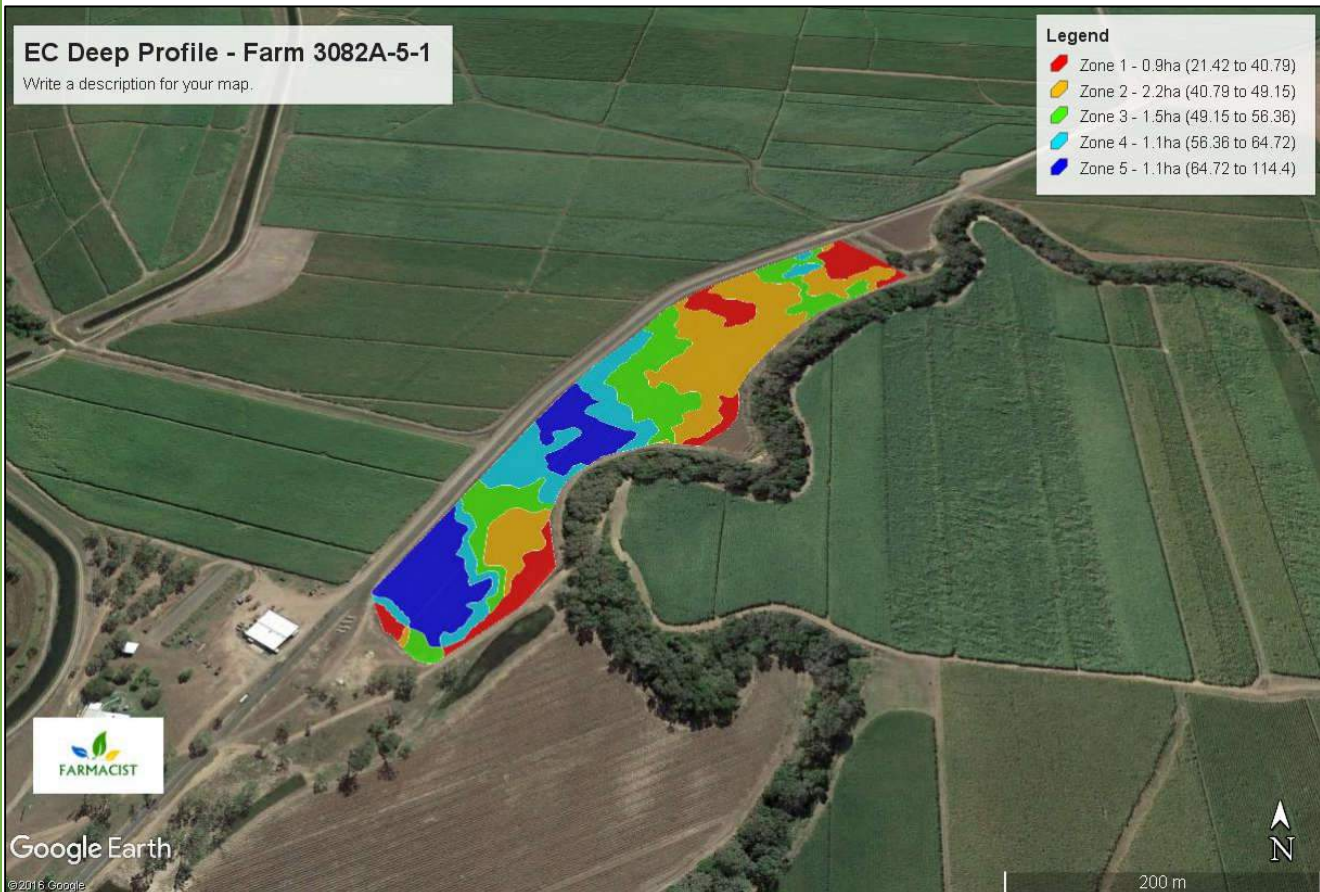 EC Deep Profile - Farm 3082A-5-1
Write a description for your map.
Legend
Zone 1 - 0.9ha (21.42 to 40.79)
Zone 2 - 2.2ha (40.79 to 49.15)
Zone 3 - 1.5ha (49.15 to 56.36)
Zone 4 - 1.1ha (56.36 to 64.72)
Zone 5 - 1.1ha (64.72 to 114.4)
FARMACIST
Google Earth
©2016 Google
N
200 m